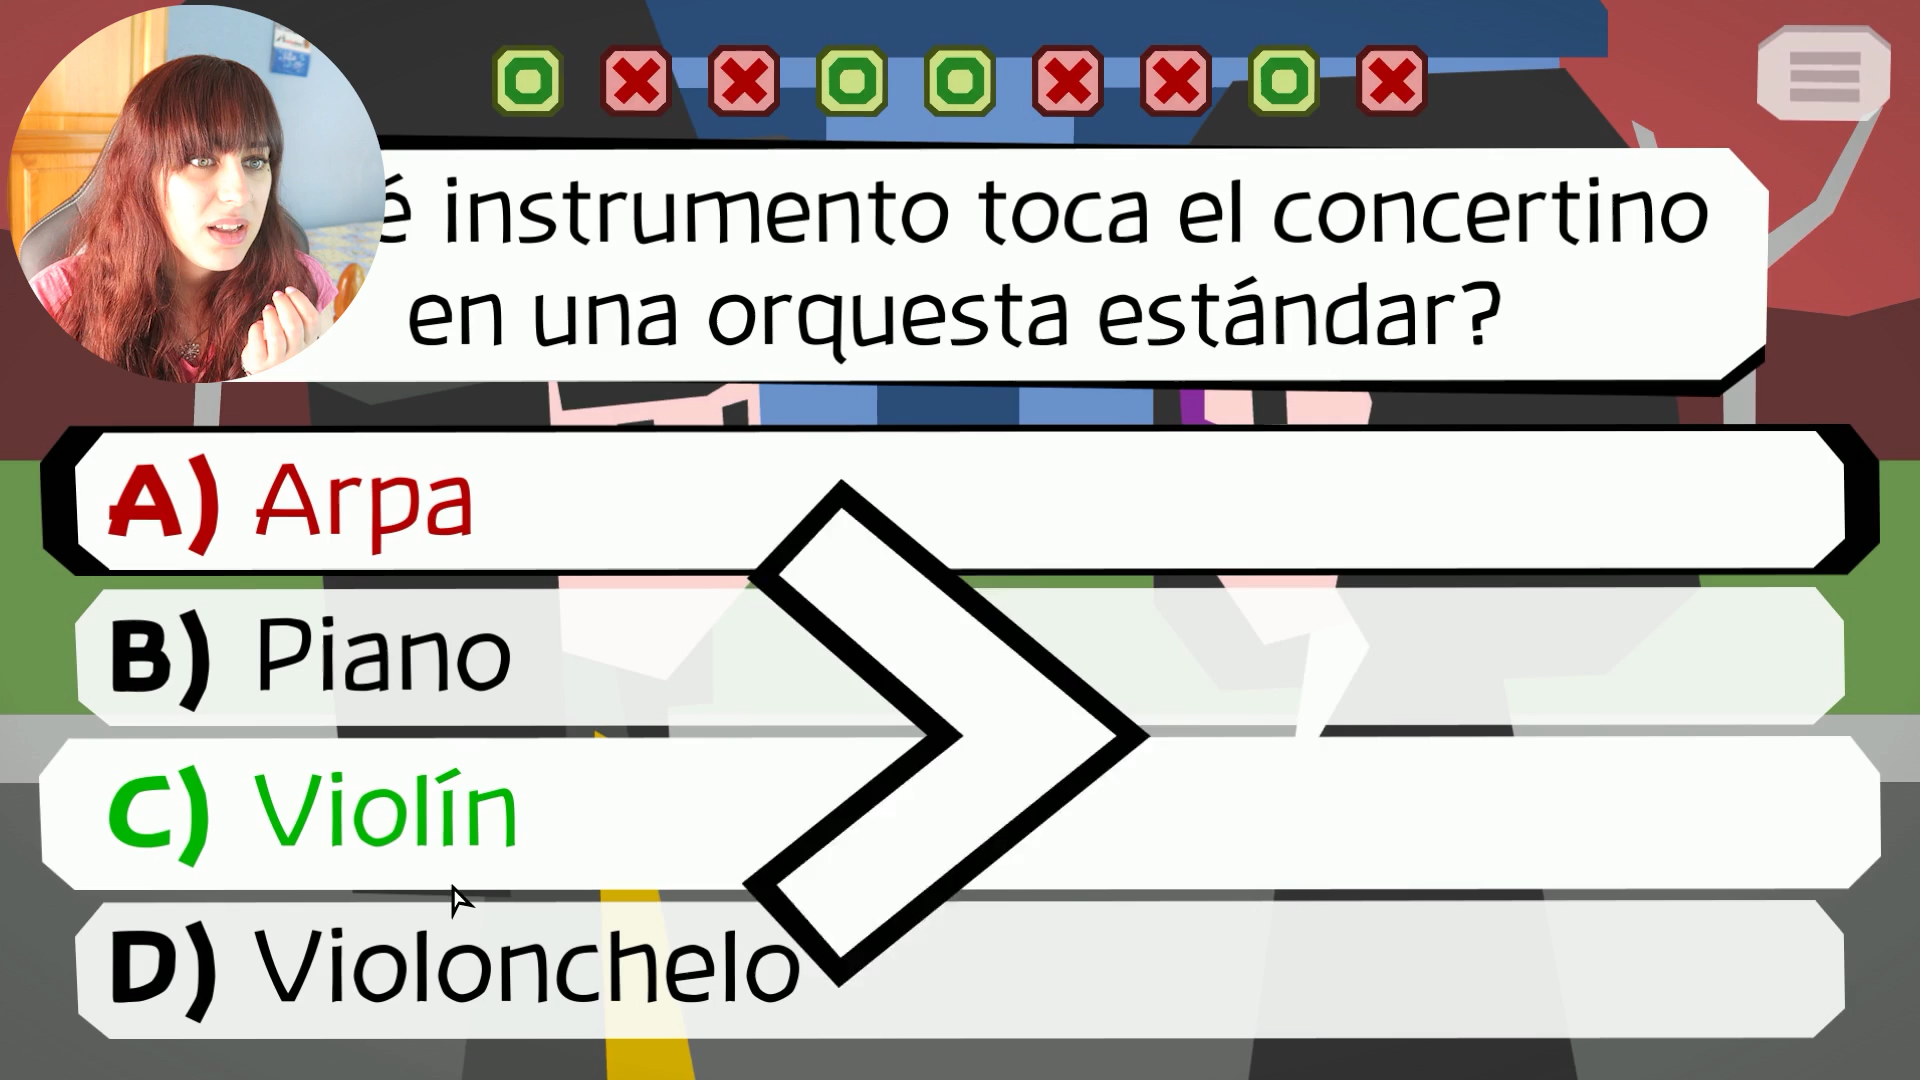 é instrumento toca el concertino
en una orquesta estándar?
A) Arpa
B) Piano
C) Violín
D) Violonchelo